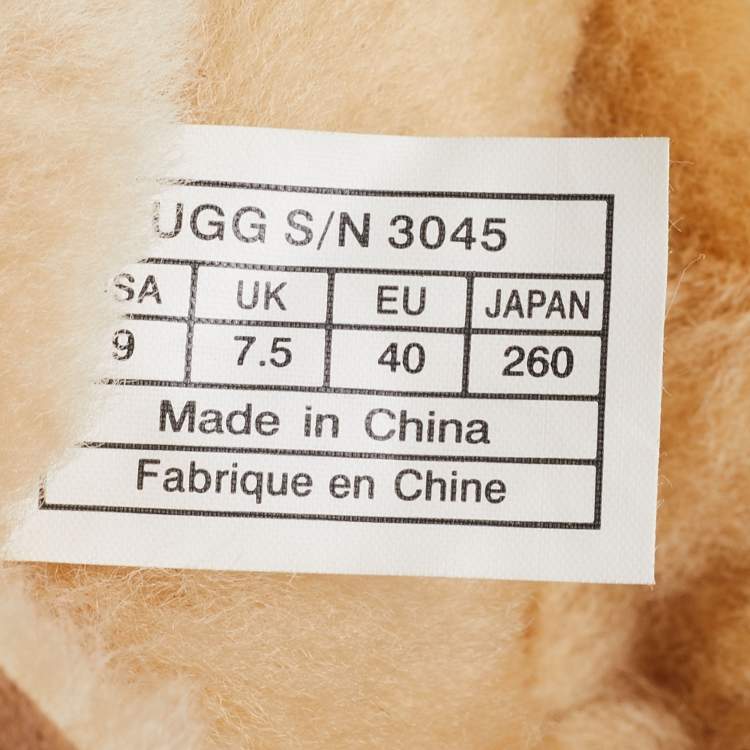 UGG S/N 3045
SA UK EU JAPAN
9 7.5 40 260
Made in China
Fabrique en Chine